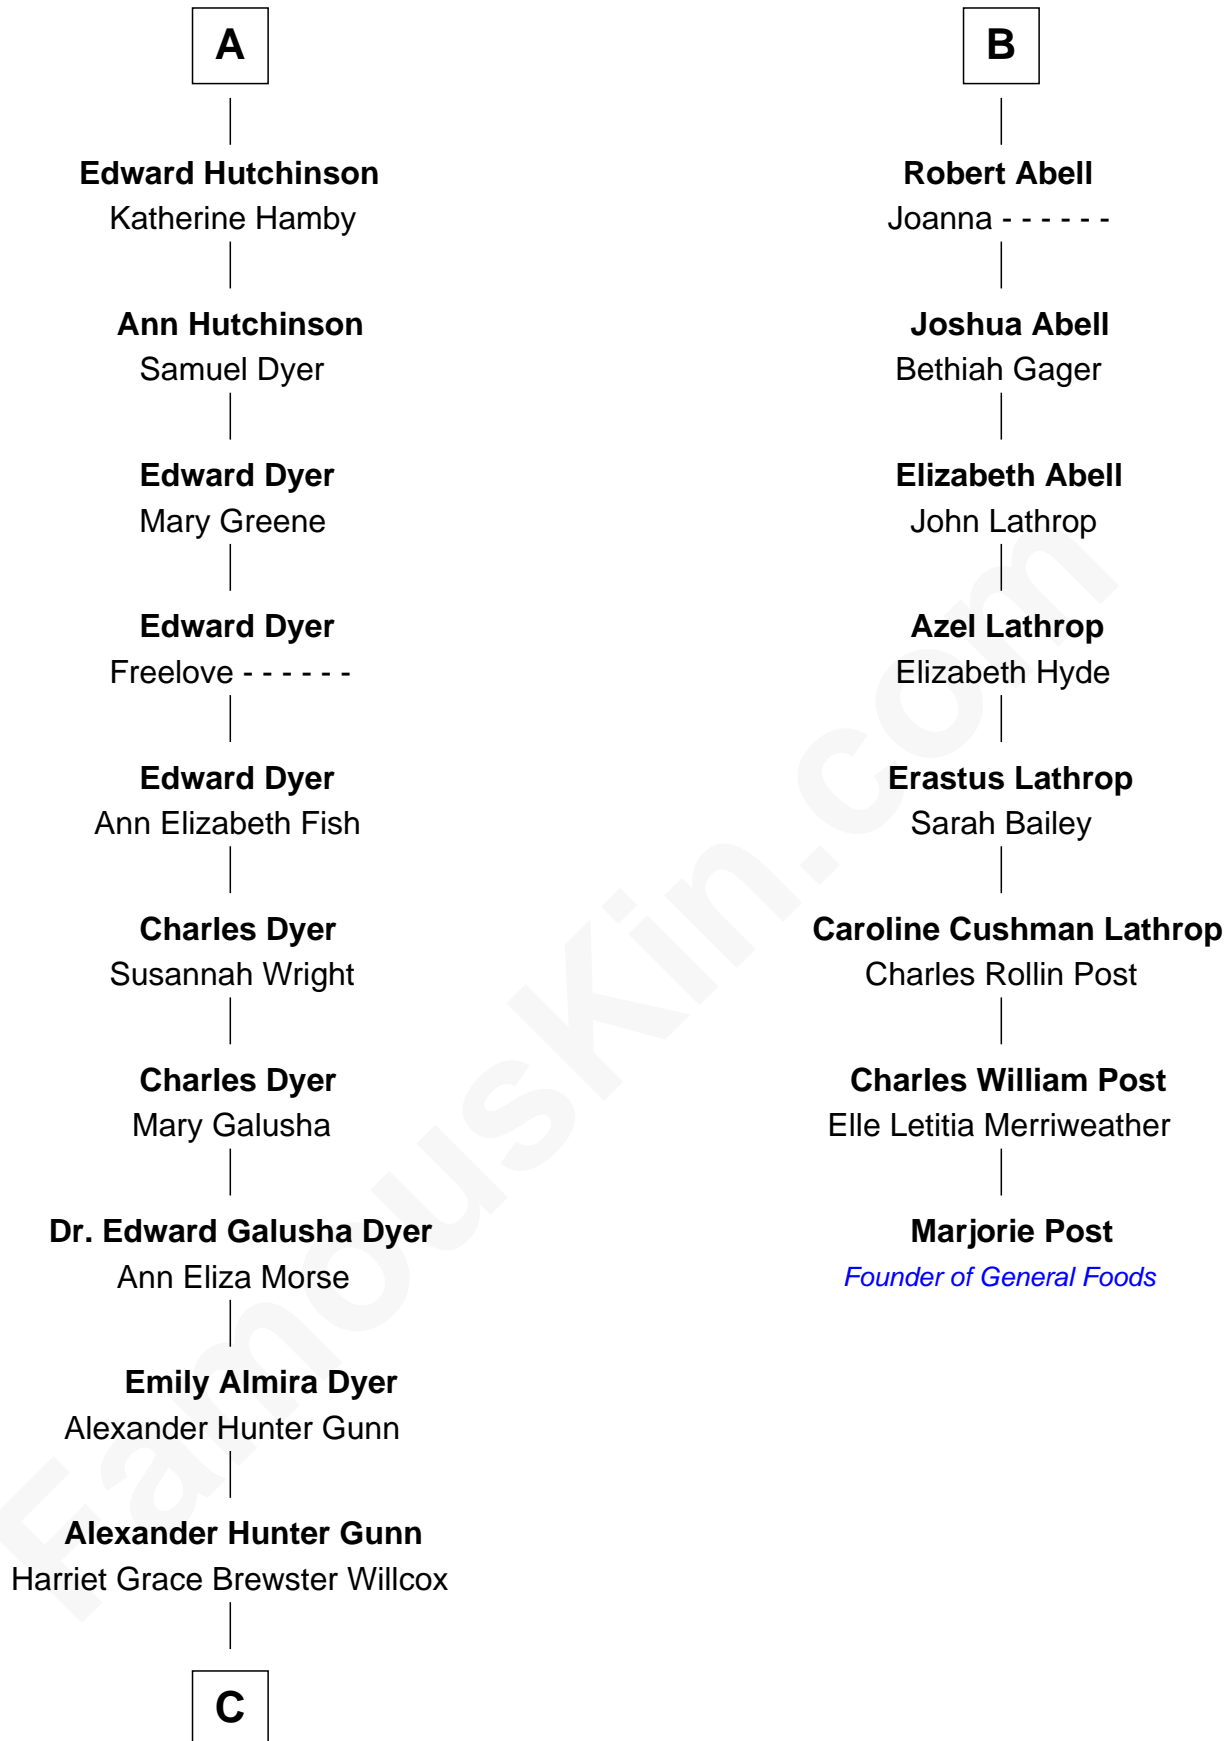 A
Edward Hutchinson
Katherine Hamby
Ann Hutchinson
Samuel Dyer
Edward Dyer
Mary Greene
Edward Dyer
Freelove - - - - - -
Edward Dyer
Ann Elizabeth Fish
Charles Dyer
Susannah Wright
Charles Dyer
Mary Galusha
Dr. Edward Galusha Dyer
Ann Eliza Morse
Emily Almira Dyer
Alexander Hunter Gunn
Alexander Hunter Gunn
Harriet Grace Brewster Willcox
C
B
Robert Abell
Joanna - - - - - -
Joshua Abell
Bethiah Gager
Elizabeth Abell
John Lathrop
Azel Lathrop
Elizabeth Hyde
Erastus Lathrop
Sarah Bailey
Caroline Cushman Lathrop
Charles Rollin Post
Charles William Post
Elle Letitia Merriweather
Marjorie Post
Founder of General Foods
FamousKin.com